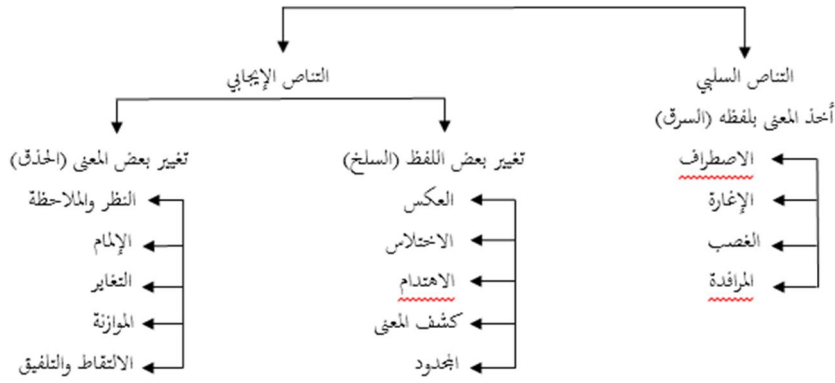 التناص السلبي
التناص الإيجابي
أخذ المعنى بلفظه (السرق)
الاصطراف
الإغارة
الغصب
المرافدة
تغيير بعض اللفظ (السلخ)
العكس
الاختلاس
الاهتدام
كشف المعنى
المجدود
تغيير بعض المعنى (الحذق)
النظر والملاحظة
الإلمام
التغاير
الموازنة
الالتقاط والتلفيق